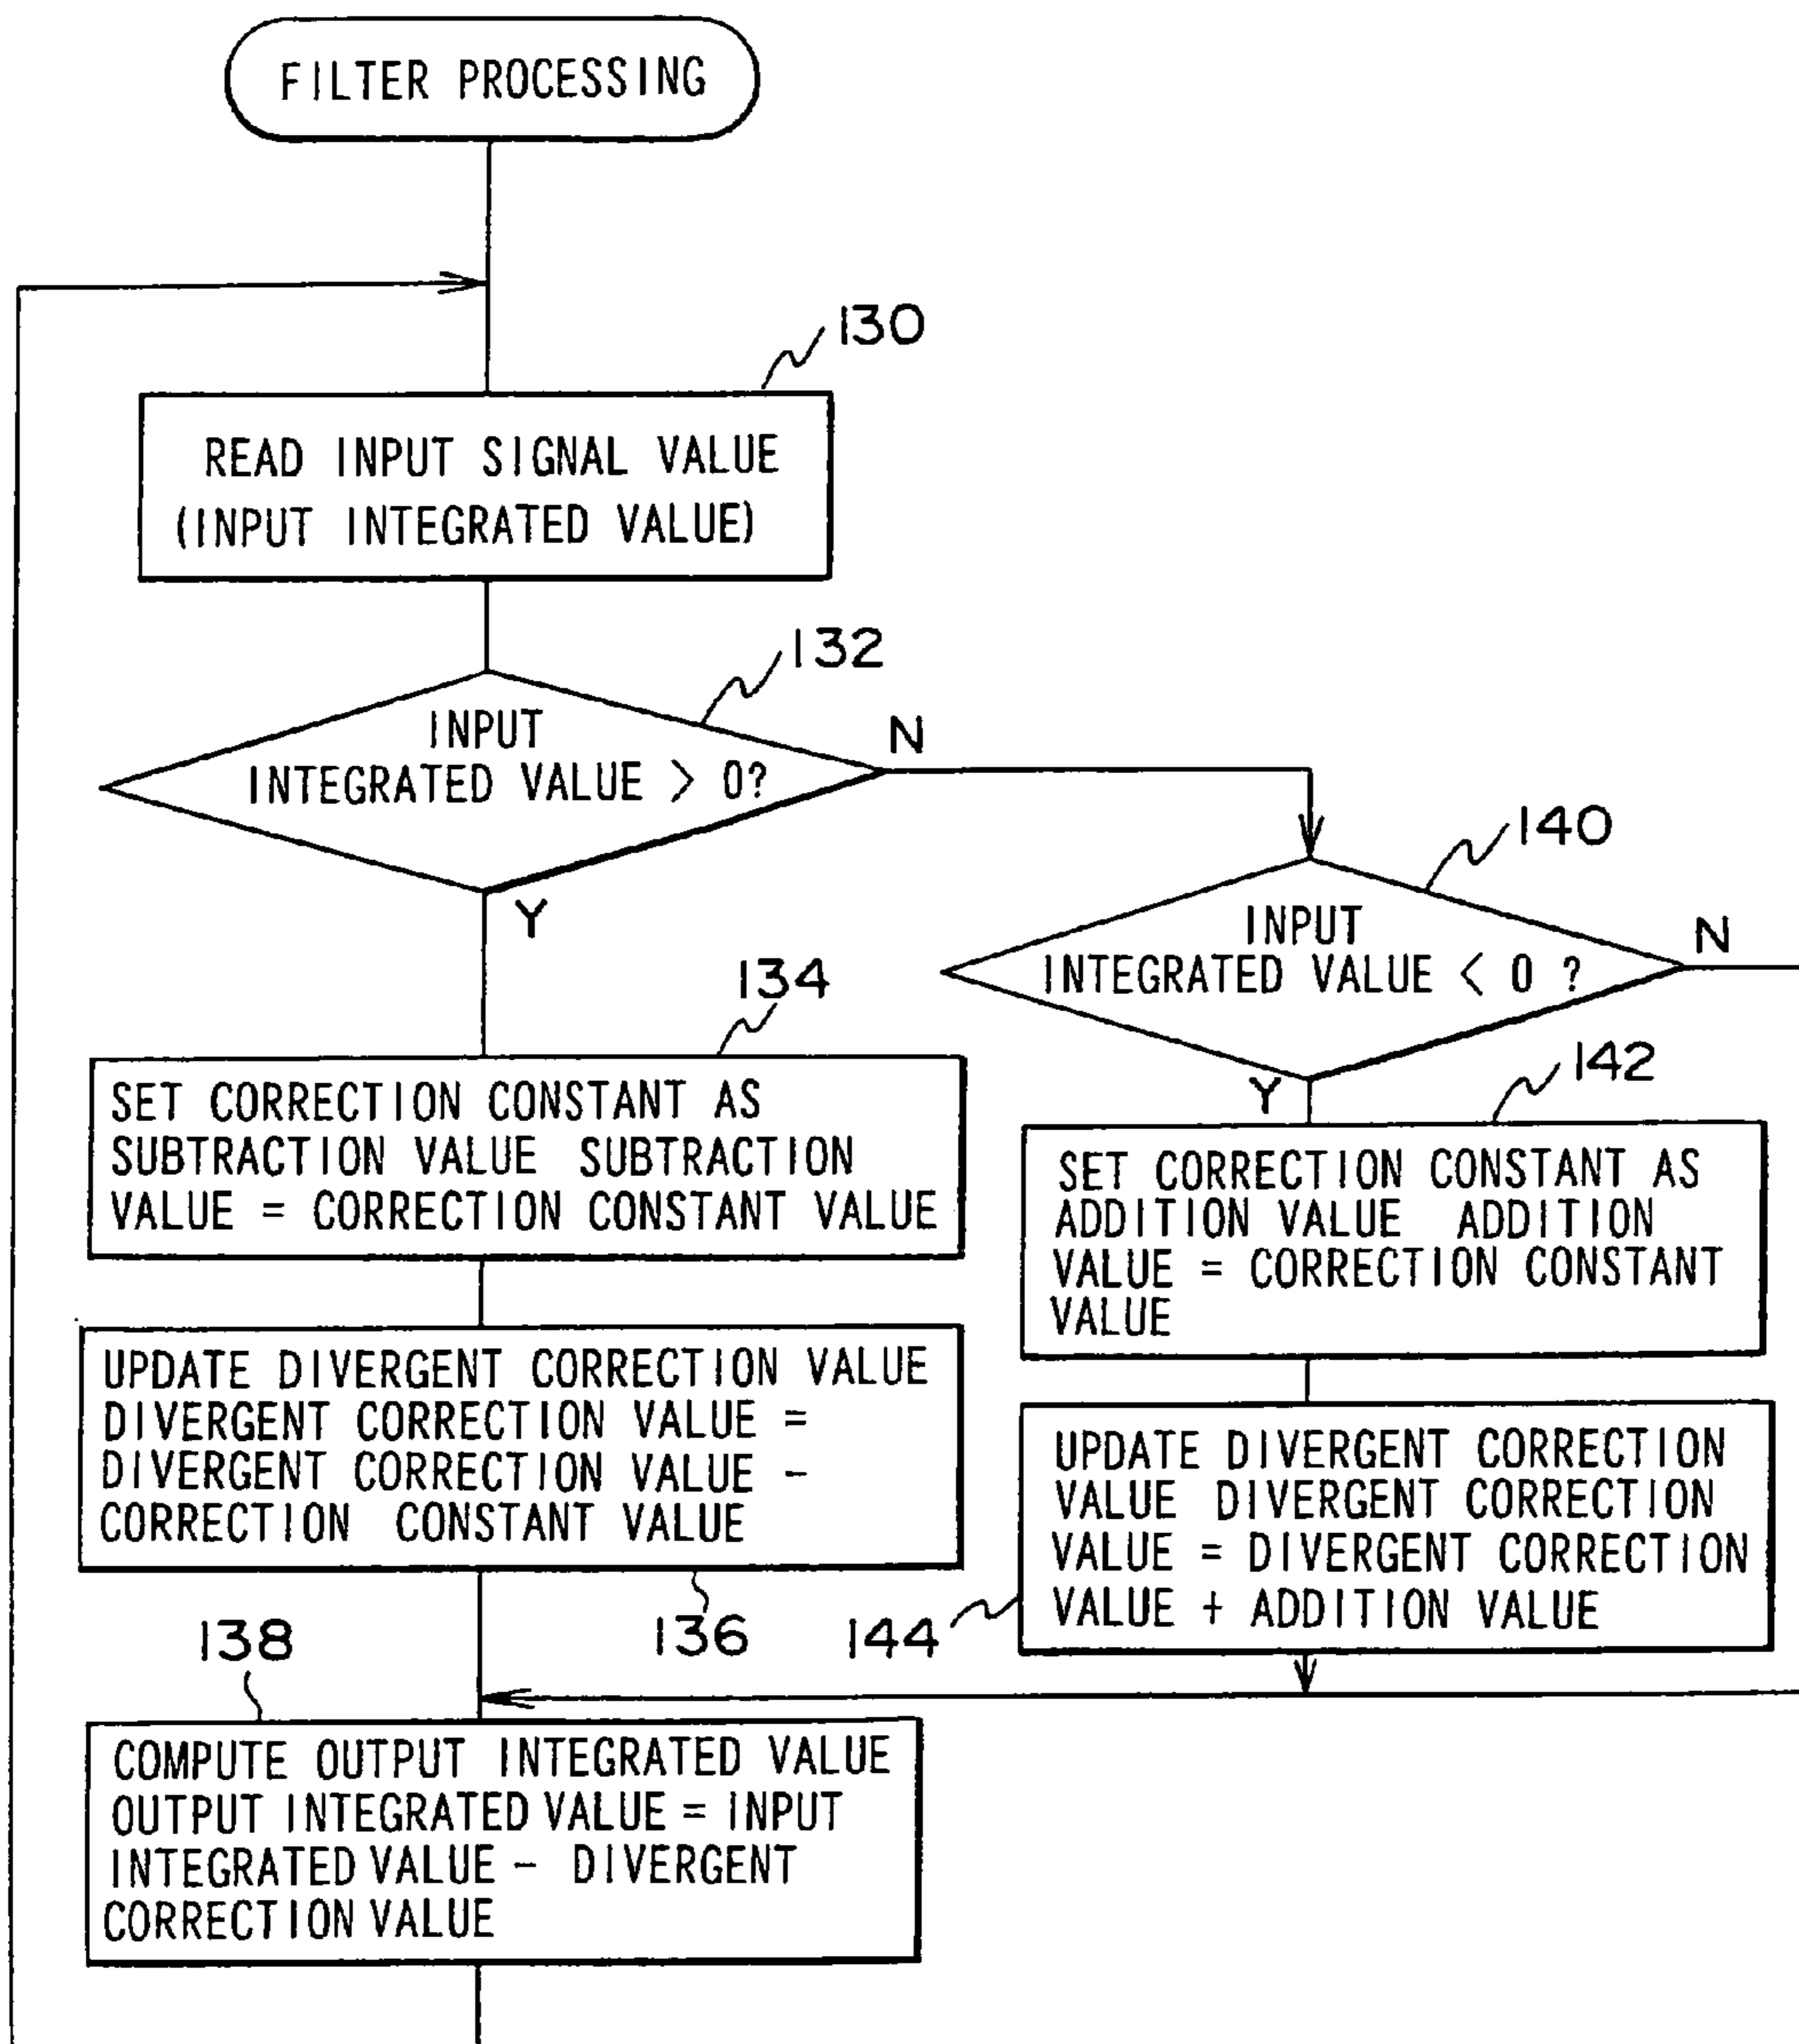 FILTER PROCESSING
130
READ INPUT SIGNAL VALUE
(INPUT INTEGRATED VALUE)
132
INPUT
INTEGRATED VALUE > 0?
N
Y
140
INPUT
INTEGRATED VALUE < 0 ?
N
Y
134
SET CORRECTION CONSTANT AS
SUBTRACTION VALUE SUBTRACTION
VALUE = CORRECTION CONSTANT VALUE
142
SET CORRECTION CONSTANT AS
ADDITION VALUE ADDITION
VALUE = CORRECTION CONSTANT
VALUE
UPDATE DIVERGENT CORRECTION VALUE
DIVERGENT CORRECTION VALUE =
DIVERGENT CORRECTION VALUE -
CORRECTION CONSTANT VALUE
136
UPDATE DIVERGENT CORRECTION
VALUE DIVERGENT CORRECTION
VALUE = DIVERGENT CORRECTION
VALUE + ADDITION VALUE
144
138
COMPUTE OUTPUT INTEGRATED VALUE
OUTPUT INTEGRATED VALUE = INPUT
INTEGRATED VALUE - DIVERGENT
CORRECTION VALUE